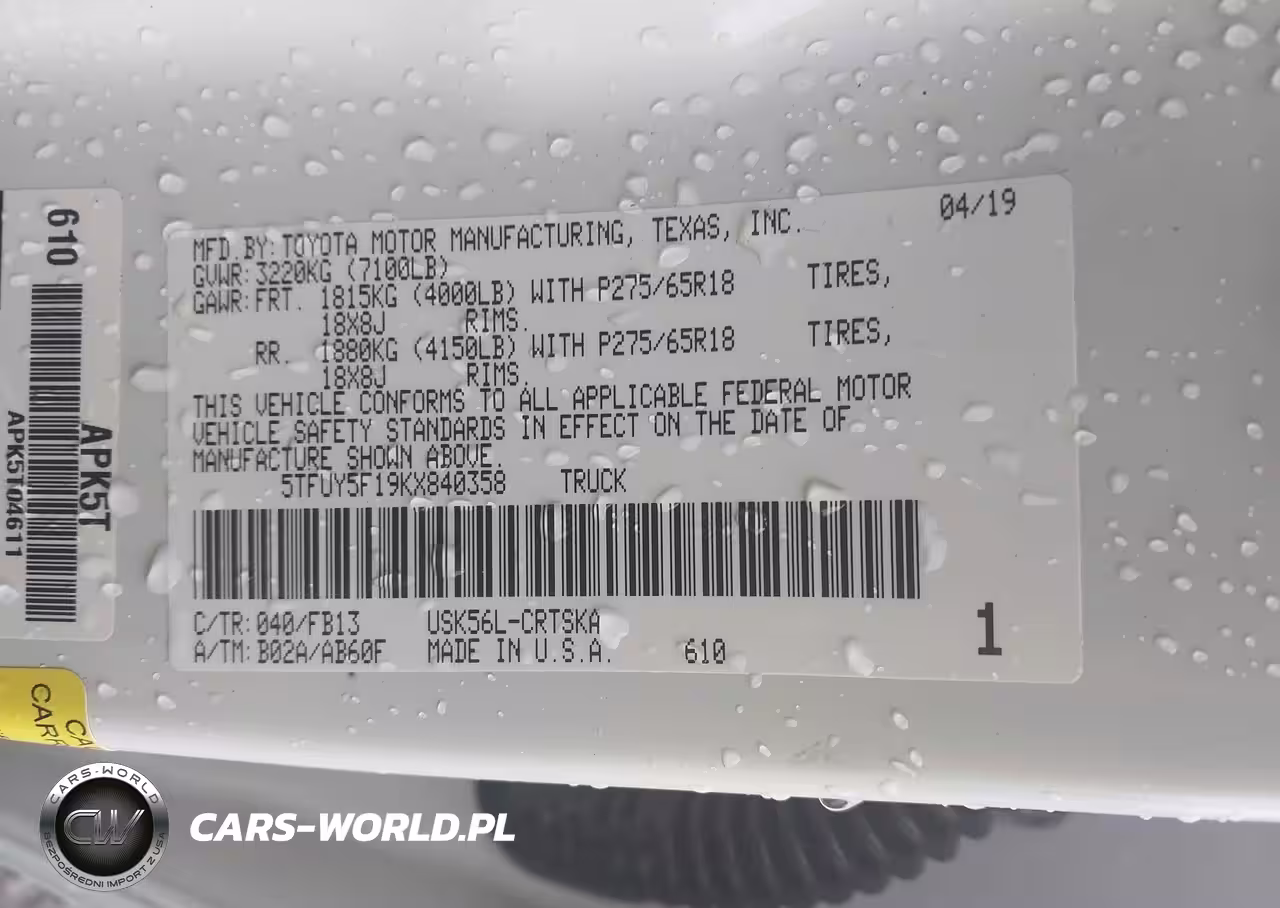 610
APK5T
APK5T04611
04/19
MFD.BY: TOYOTA MOTOR MANUFACTURING, TEXAS, INC.
GVWR: 3220KG (7100LB)
GAWR: FRT. 1815KG (4000LB) WITH P275/65R18 TIRES,
18X8J RIMS.
RR. 1880KG (4150LB) WITH P275/65R18 TIRES,
18X8J RIMS.
THIS VEHICLE CONFORMS TO ALL APPLICABLE FEDERAL MOTOR
VEHICLE SAFETY STANDARDS IN EFFECT ON THE DATE OF
MANUFACTURE SHOWN ABOVE.
5TFUY5F19KX840358 TRUCK
C/TR: 040/FB13 USK56L-CRTSKA
A/TM: B02A/AB60F MADE IN U.S.A. 610
1
CARS-WORLD
CW
BEZPOŚREDNI IMPORT Z USA
CARS-WORLD.PL